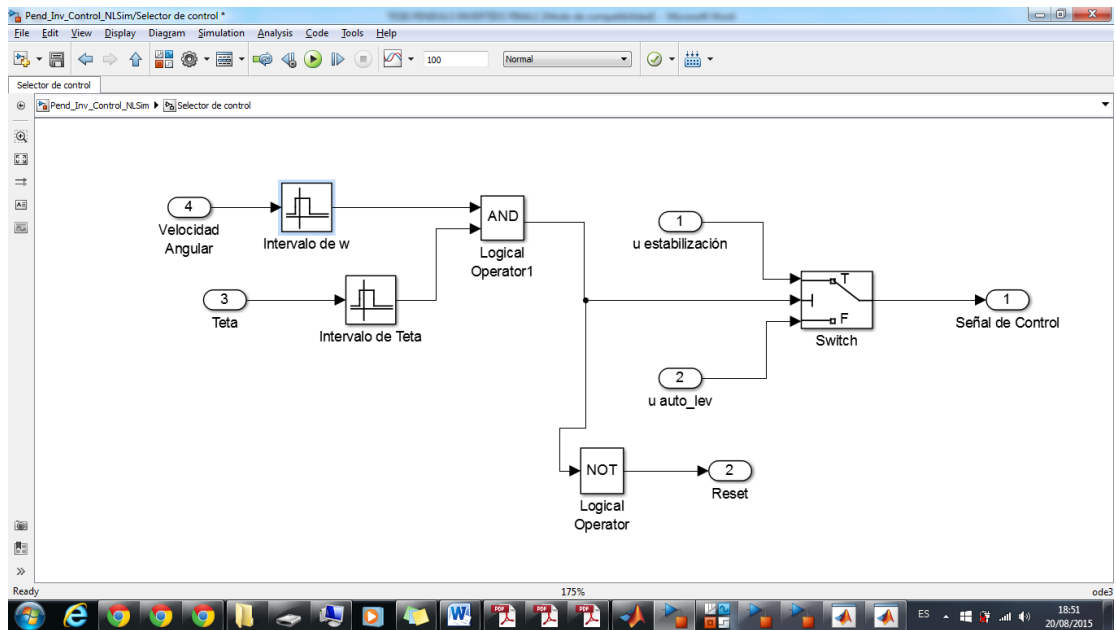 Pend_Inv_Control_NLSim/Selector de control *
File Edit View Display Diagram Simulation Analysis Code Tools Help
100
Normal
Selector de control
Pend_Inv_Control_NLSim Selector de control
4
Velocidad
Angular
Intervalo de w
AND
Logical
Operator1
3
Teta
Intervalo de Teta
1
u estabilización
T
F
Switch
1
Señal de Control
2
u auto_lev
NOT
Logical
Operator
2
Reset
Ready
175%
ode3
PDF
PDF
PDF
ES
18:51
20/08/2015